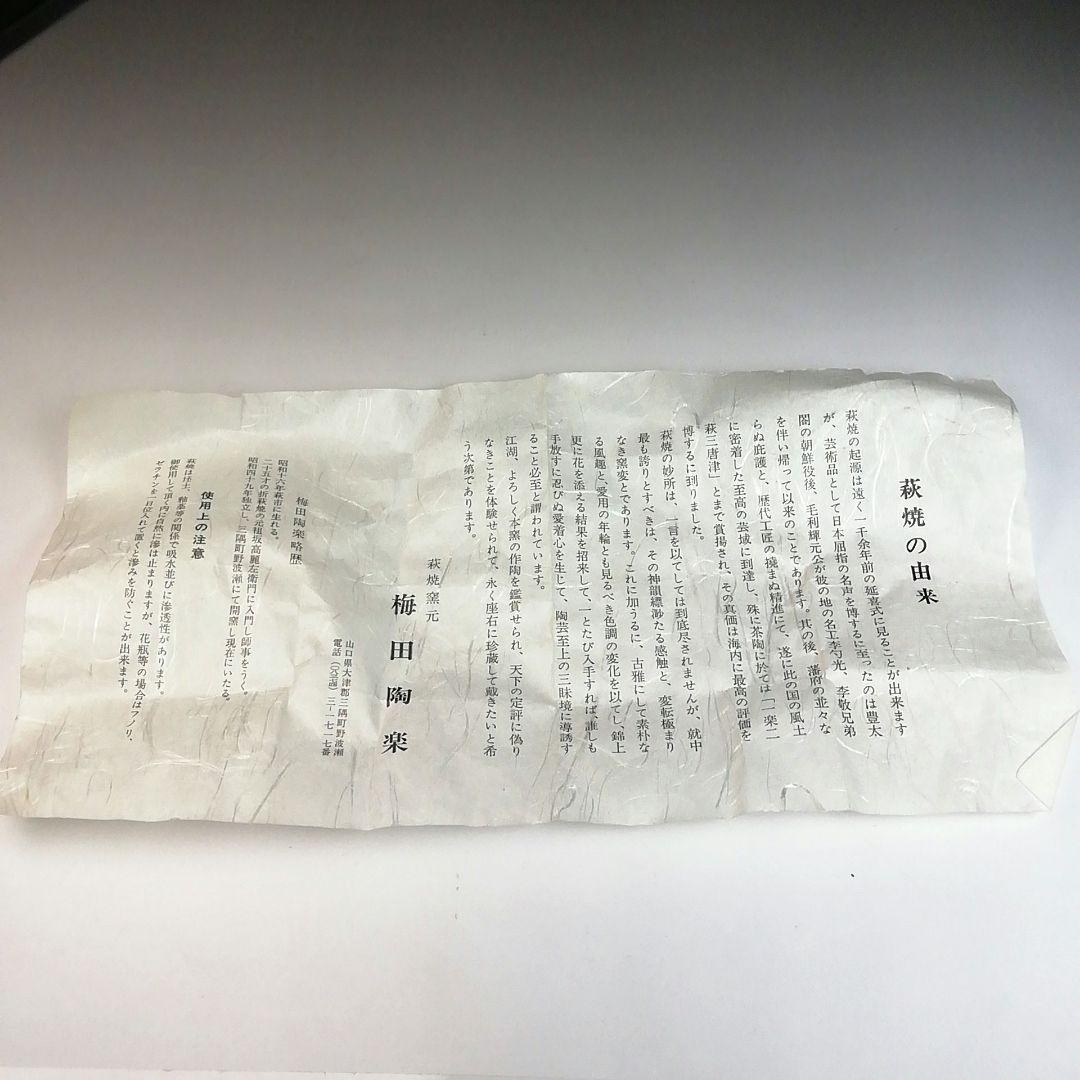 萩焼の由来
萩焼の起源は遠く一千余年前の延喜式に見ることが出来ます
が、芸術品として日本屈指の名声を博するに至ったのは豊太
閤の朝鮮役後、毛利輝元公が彼の地の名工李勺光、李敬兄弟
を伴い帰って以来のことであります。其の後、藩府の並々な
らぬ庇護と、歴代工匠の撓まぬ精進にて、遂に此の国の風土
に密着した至高の芸域に到達し、殊に茶陶に於ては「一楽二
萩三唐津」とまで賞揚され、その真価は海内に最高の評価を
博するに到りました。
萩焼の妙所は、一言を以てしては到底尽されませんが、就中
最も誇りとすべきは、その神韻縹渺たる感触と、変転極まり
なき窯変とであります。これに加うるに、古雅にして素朴な
る風趣と、愛用の年輪とも見るべき色調の変化を以てし、錦上
更に花を添える結果を招来して、一とたび入手すれば、誰しも
手放すに忍びぬ愛着心を生じて、陶芸至上の三昧境に導誘す
ること必至と謂われています。
江湖、よろしく本窯の作陶を鑑賞せられ、天下の定評に偽り
なきことを体験せられて、永く座右に珍蔵して戴きたいと希
う次第であります。
萩焼窯元
梅田陶楽
山口県大津郡三隅町野波瀬
電話 三―一七一七番
梅田陶楽略歴
昭和十六年萩市に生れる。
二十五才の折萩焼の元祖坂高麗左衛門に入門し師事をうく。
昭和四十九年独立し、三隅町野波瀬にて開窯し現在にいたる。
使用上の注意
萩焼は坏土、釉薬等の関係で吸水並びに滲透性があります。
御使用して頂く内に自然に滲は止まりますが、花瓶等の場合はフノリ、
ゼラチンを一日位入れて置くと滲みを防ぐことが出来ます。